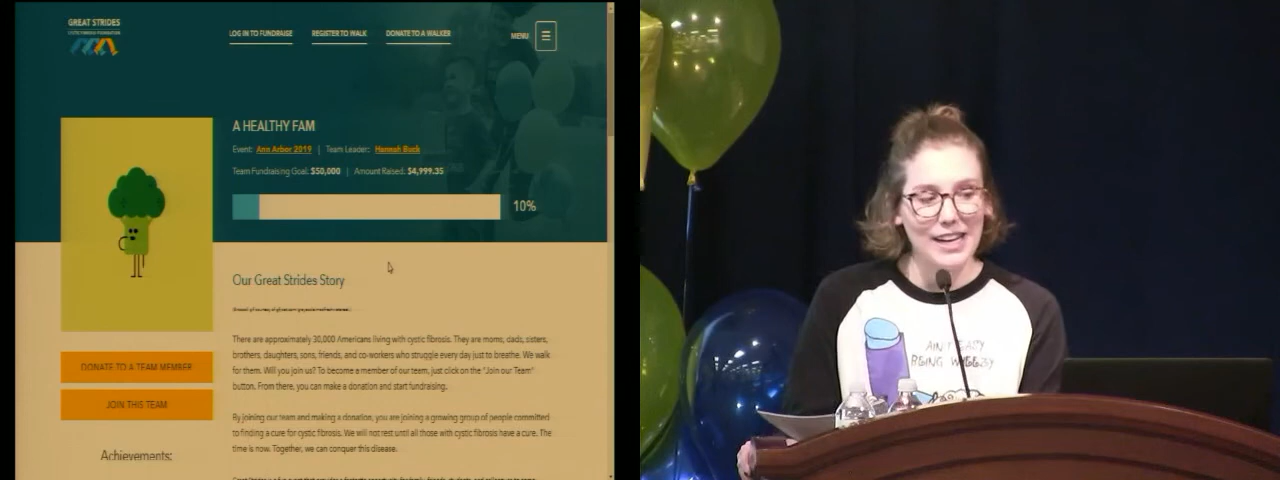 GREAT STRIDES
CYSTIC FIBROSIS FOUNDATION
LOG IN TO FUNDRAISE REGISTER TO WALK DONATE TO A WALKER MENU
A HEALTHY FAM
Event: Ann Arbor 2019 | Team Leader: Hannah Buck
Team Fundraising Goal: $50,000 | Amount Raised: $4,999.35
10%
Our Great Strides Story
There are approximately 30,000 Americans living with cystic fibrosis. They are moms, dads, sisters,
brothers, daughters, sons, friends, and co-workers who struggle every day just to breathe. We walk
for them. Will you join us? To become a member of our team, just click on the "Join our Team"
button. From there, you can make a donation and start fundraising.
By joining our team and making a donation, you are joining a growing group of people committed
to finding a cure for cystic fibrosis. We will not rest until all those with cystic fibrosis have a cure. The
time is now. Together, we can conquer this disease.
DONATE TO A TEAM MEMBER
JOIN THIS TEAM
Achievements:
AIN'T EASY
BEING WHEEZY